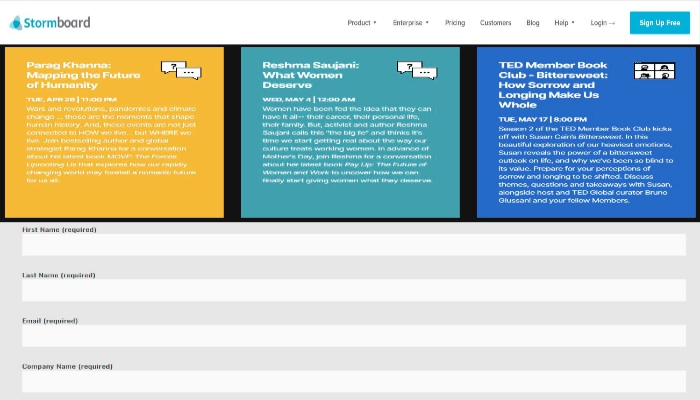 Stormboard
Product ▾ Enterprise ▾ Pricing Customers Blog Help ▾ Login → Sign Up Free
Parag Khanna:
Mapping the Future
of Humanity
TUE, APR 26 | 11:00 PM
Wars and revolutions, pandemics and climate
change ... these are the moments that shape
human history. And, these events are not just
connected to HOW we live... but WHERE we
live. Join bestselling author and global
strategist Parag Khanna for a conversation
about his latest book MOVE: The Forces
Uprooting Us that explores how our rapidly
changing world may foretell a nomadic future
for us all.
?
...
Reshma Saujani:
What Women
Deserve
WED, MAY 4 | 12:00 AM
Women have been fed the idea that they can
have it all-- their career, their personal life,
their family. But, activist and author Reshma
Saujani calls this "the big lie" and thinks it's
time we start getting real about the way our
culture treats working women. In advance of
Mother's Day, join Reshma for a conversation
about her latest book Pay Up: The Future of
Women and Work to uncover how we can
finally start giving women what they deserve.
?
...
TED Member Book
Club - Bittersweet:
How Sorrow and
Longing Make Us
Whole
TUE, MAY 17 | 8:00 PM
Season 2 of the TED Member Book Club kicks
off with Susan Cain's Bittersweet. In this
beautiful exploration of our heaviest emotions,
Susan reveals the power of a bittersweet
outlook on life, and why we've been so blind to
its value. Prepare for your perceptions of
sorrow and longing to be shifted. Discuss
themes, questions and takeaways with Susan,
alongside host and TED Global curator Bruno
Giussani and your fellow Members.
First Name (required)
Last Name (required)
Email (required)
Company Name (required)